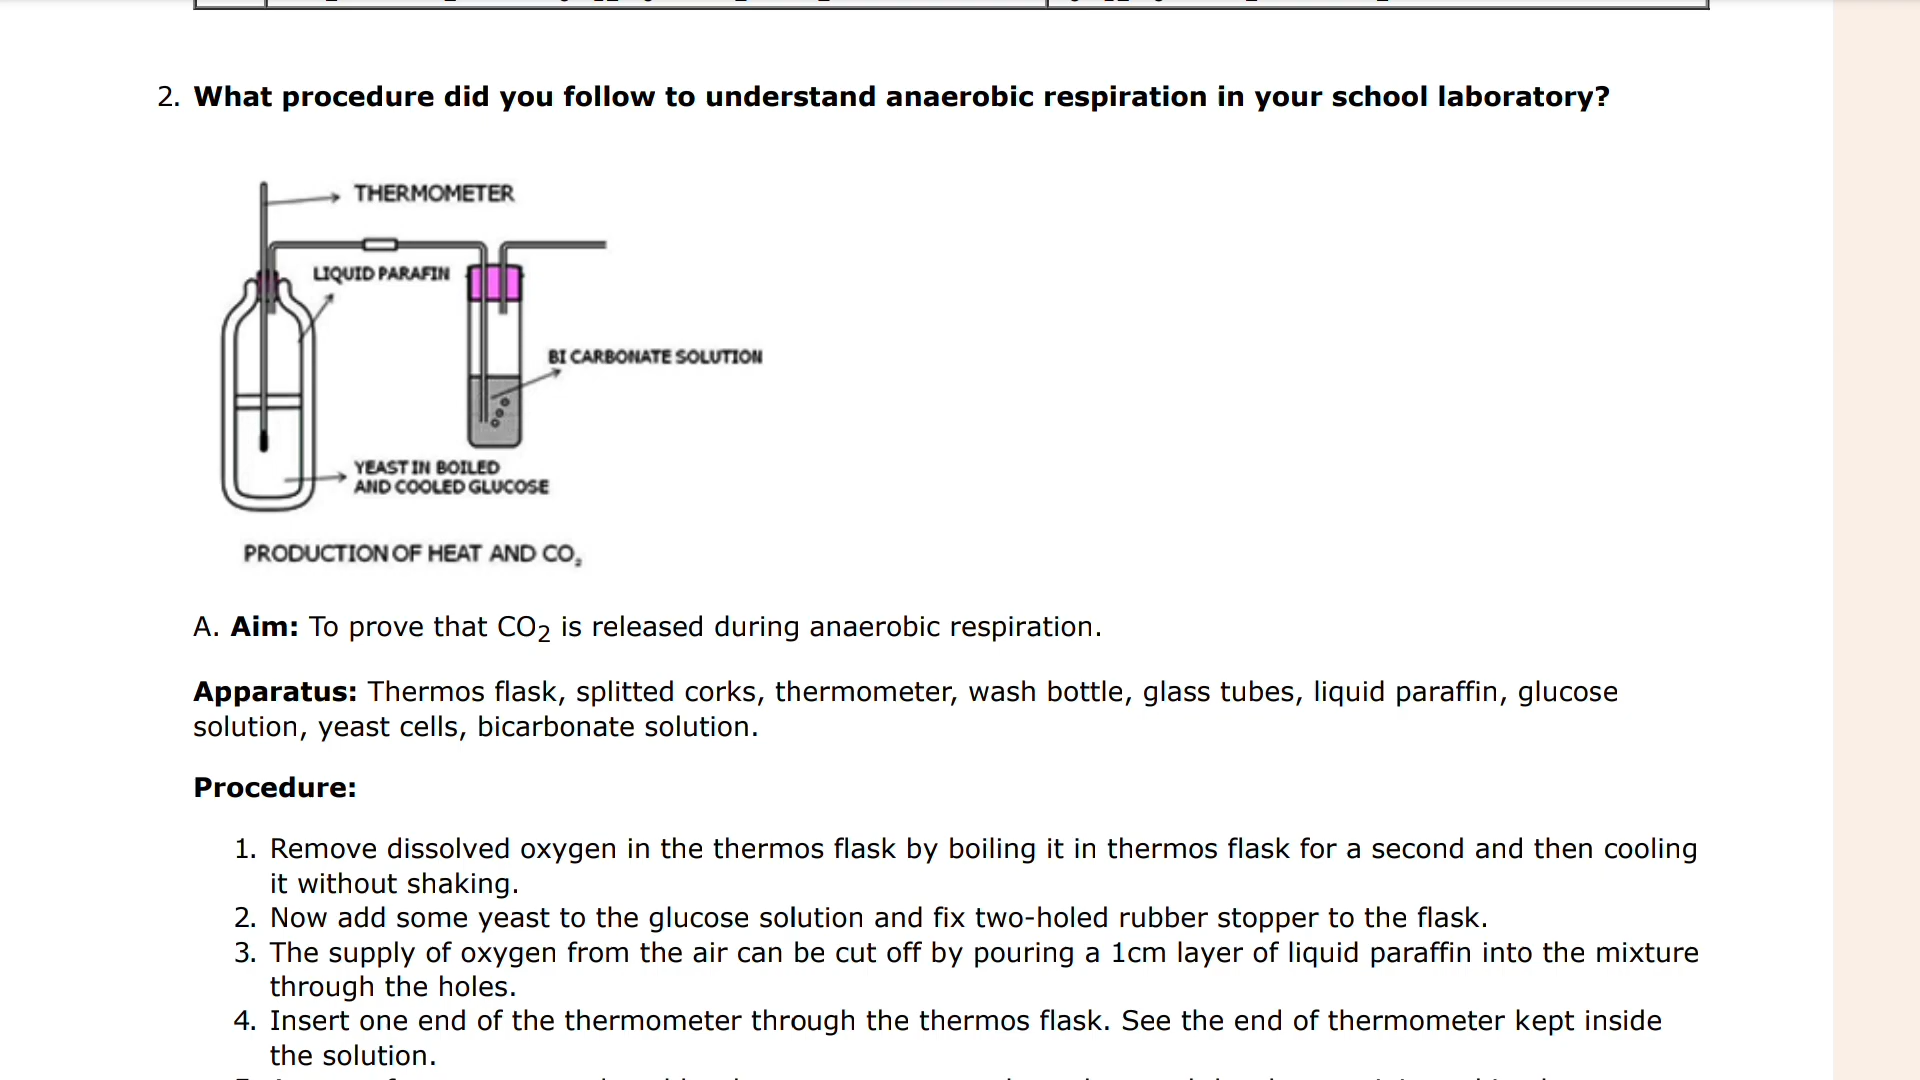 2. What procedure did you follow to understand anaerobic respiration in your school laboratory?
THERMOMETER
LIQUID PARAFIN
BI CARBONATE SOLUTION
YEAST IN BOILED
AND COOLED GLUCOSE
PRODUCTION OF HEAT AND CO₂
A. Aim: To prove that CO₂ is released during anaerobic respiration.
Apparatus: Thermos flask, splitted corks, thermometer, wash bottle, glass tubes, liquid paraffin, glucose
solution, yeast cells, bicarbonate solution.
Procedure:
1. Remove dissolved oxygen in the thermos flask by boiling it in thermos flask for a second and then cooling
it without shaking.
2. Now add some yeast to the glucose solution and fix two-holed rubber stopper to the flask.
3. The supply of oxygen from the air can be cut off by pouring a 1cm layer of liquid paraffin into the mixture
through the holes.
4. Insert one end of the thermometer through the thermos flask. See the end of thermometer kept inside
the solution.